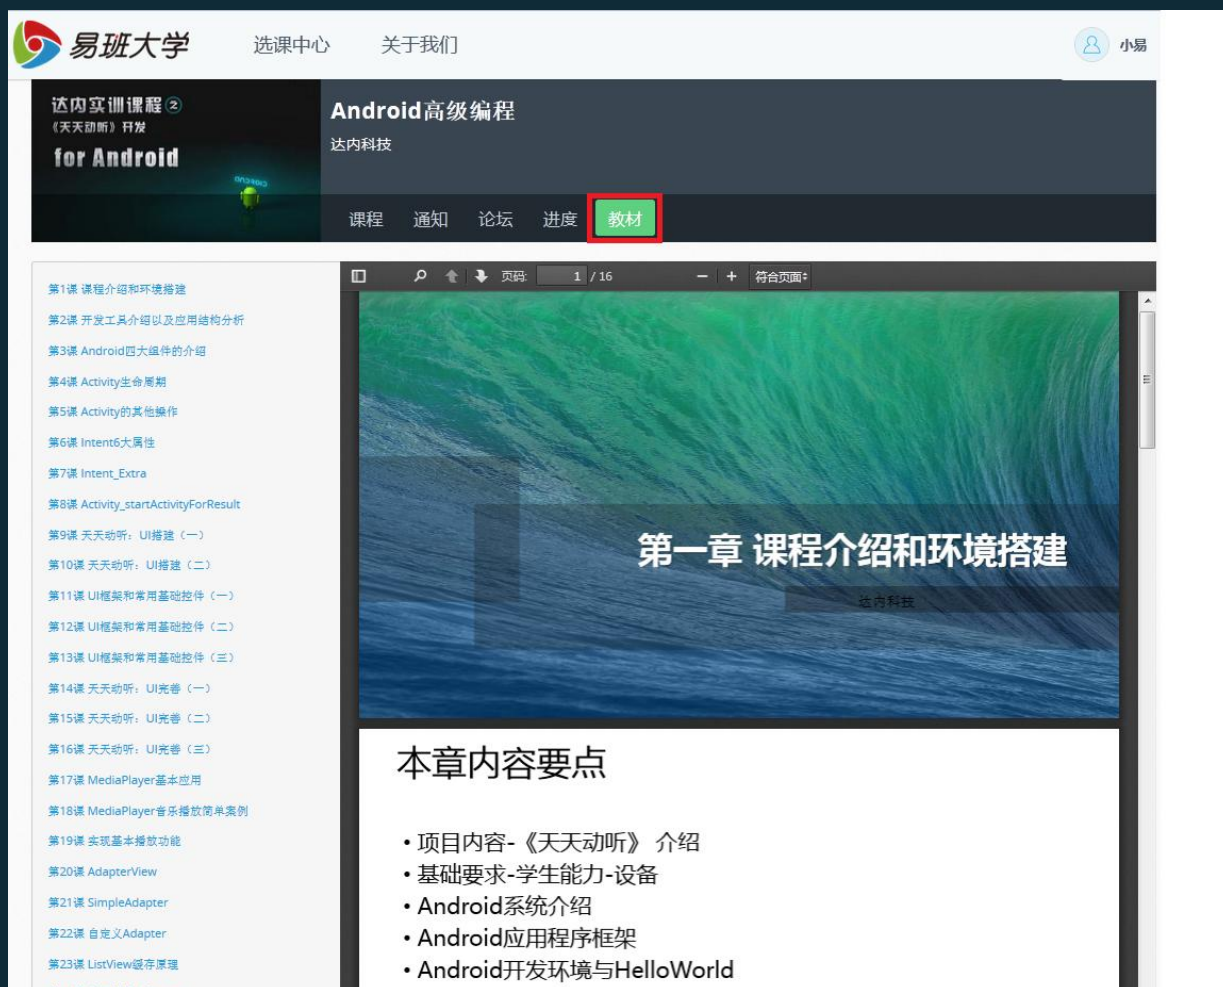 易班大学
选课中心
关于我们
小易
达内实训课程②
《天天动听》开发
for Android
ANDROID
Android高级编程
达内科技
课程
通知
论坛
进度
教材
第1课 课程介绍和环境搭建
第2课 开发工具介绍以及应用结构分析
第3课 Android四大组件的介绍
第4课 Activity生命周期
第5课 Activity的其他操作
第6课 Intent6大属性
第7课 Intent_Extra
第8课 Activity_startActivityForResult
第9课 天天动听：UI搭建（一）
第10课 天天动听：UI搭建（二）
第11课 UI框架和常用基础控件（一）
第12课 UI框架和常用基础控件（二）
第13课 UI框架和常用基础控件（三）
第14课 天天动听：UI完善（一）
第15课 天天动听：UI完善（二）
第16课 天天动听：UI完善（三）
第17课 MediaPlayer基本应用
第18课 MediaPlayer音乐播放简单案例
第19课 实现基本播放功能
第20课 AdapterView
第21课 SimpleAdapter
第22课 自定义Adapter
第23课 ListView缓存原理
页码: 1 / 16
符合页面
第一章 课程介绍和环境搭建
达内科技
本章内容要点
• 项目内容-《天天动听》 介绍
• 基础要求-学生能力-设备
• Android系统介绍
• Android应用程序框架
• Android开发环境与HelloWorld